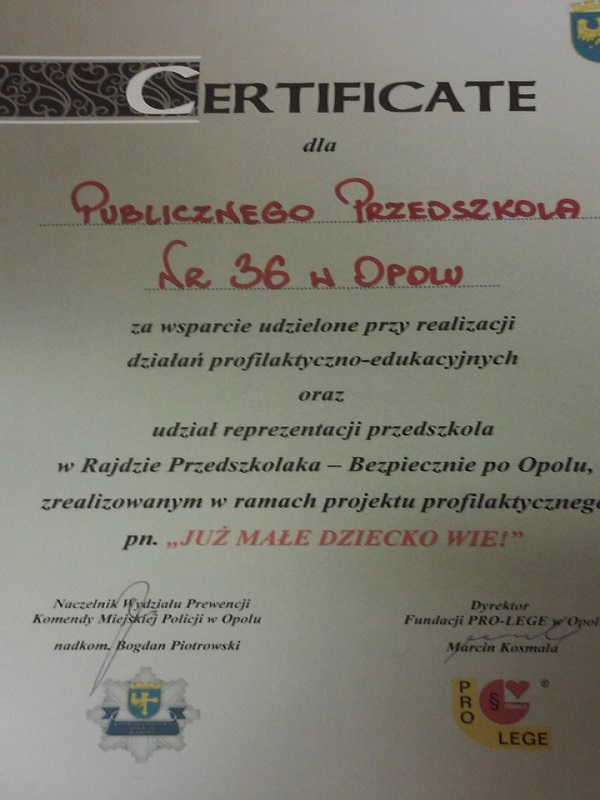 CERTIFICATE
dla
PUBLICZNEGO PRZEDSZKOLA
NR 36 W OPOLU
za wsparcie udzielone przy realizacji
działań profilaktyczno-edukacyjnych
oraz
udział reprezentacji przedszkola
w Rajdzie Przedszkolaka – Bezpiecznie po Opolu,
zrealizowanym w ramach projektu profilaktycznego
pn. „JUŻ MAŁE DZIECKO WIE!”
Naczelnik Wydziału Prewencji
Komendy Miejskiej Policji w Opolu
nadkom. Bogdan Piotrowski
Dyrektor
Fundacji PRO-LEGE w Opol
Marcin Kosmala
PRO
§
®
LEGE